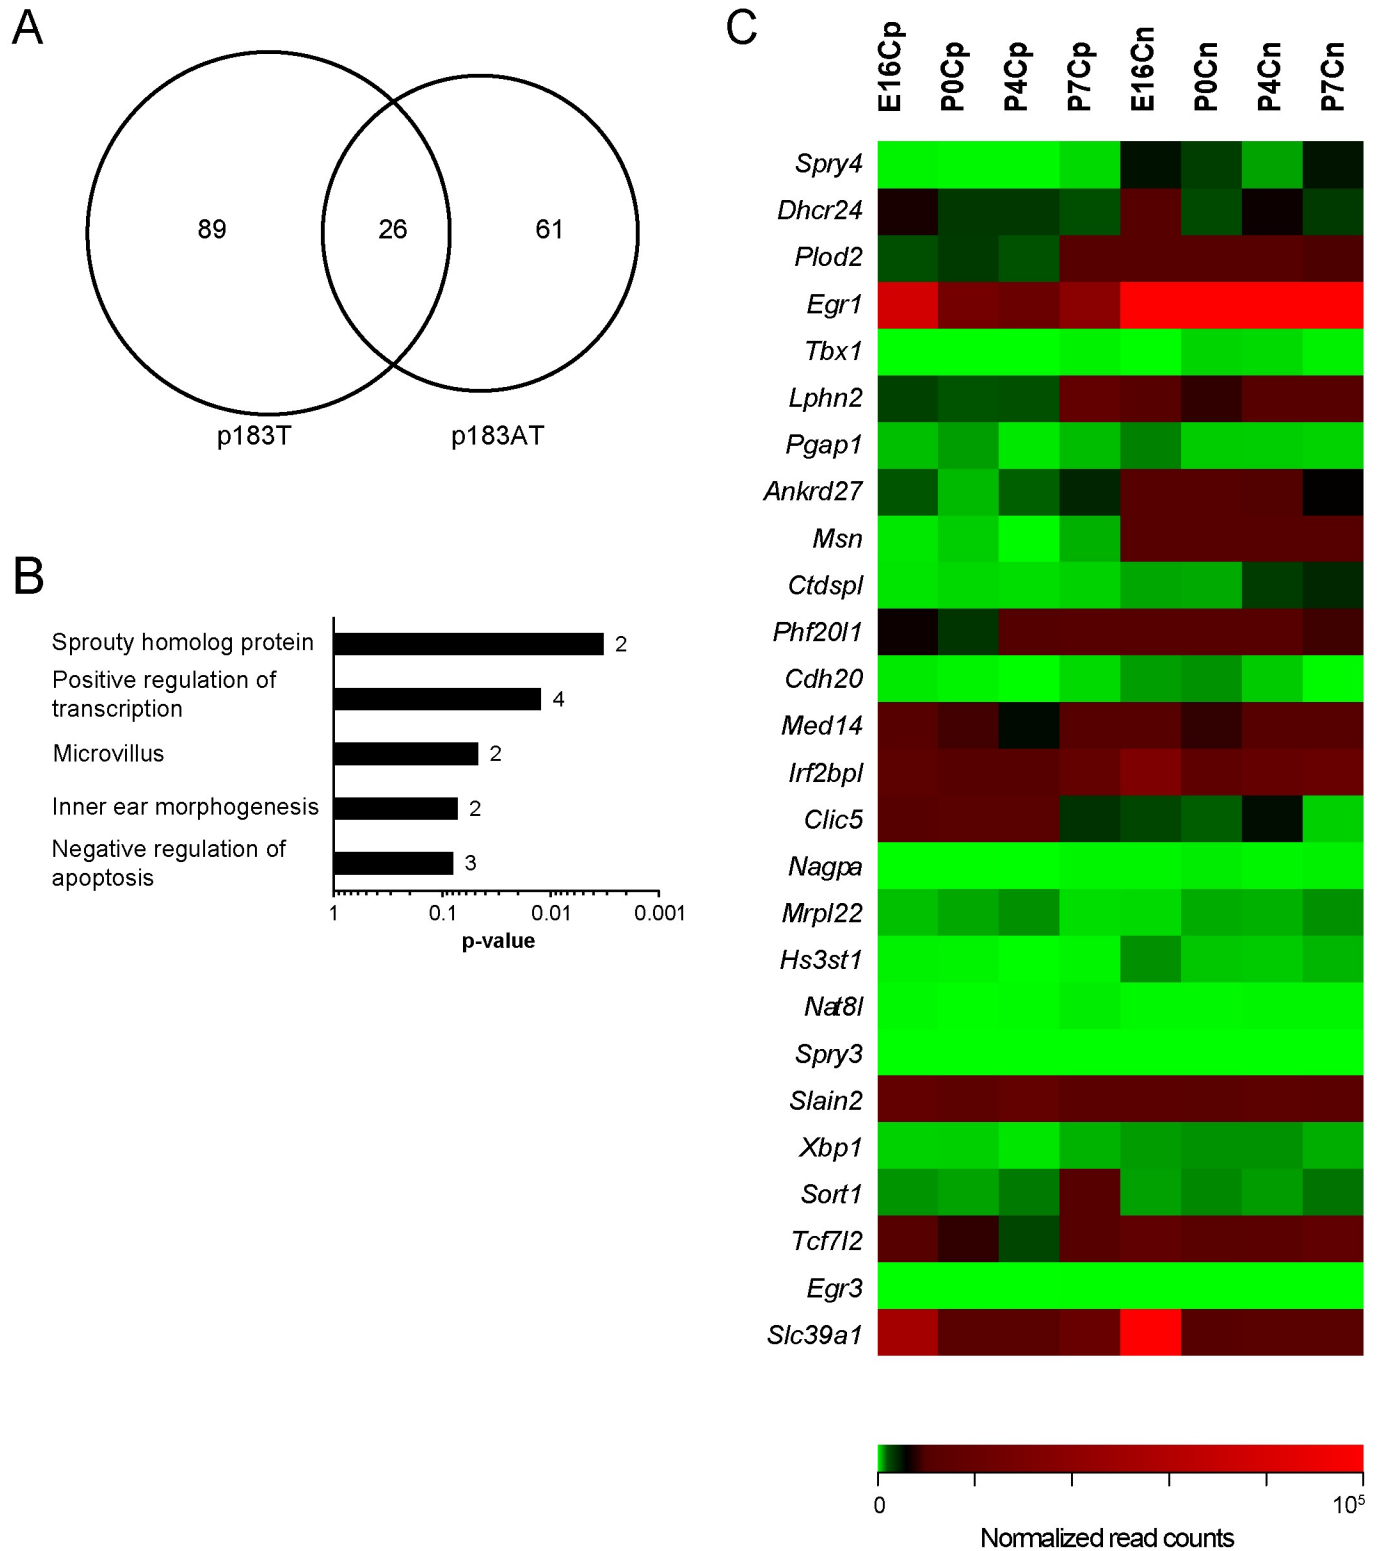 A
89
26
61
p183T
p183AT
B
Sprouty homolog protein
2
Positive regulation of
transcription
4
Microvillus
2
Inner ear morphogenesis
2
Negative regulation of
apoptosis
3
1
0.1
0.01
0.001
p-value
C
E16Cp
P0Cp
P4Cp
P7Cp
E16Cn
P0Cn
P4Cn
P7Cn
Spry4
Dhcr24
Plod2
Egr1
Tbx1
Lphn2
Pgap1
Ankrd27
Msn
Ctdspl
Phf20l1
Cdh20
Med14
Irf2bpl
Clic5
Nagpa
Mrpl22
Hs3st1
Nat8l
Spry3
Slain2
Xbp1
Sort1
Tcf7l2
Egr3
Slc39a1
0
10⁵
Normalized read counts